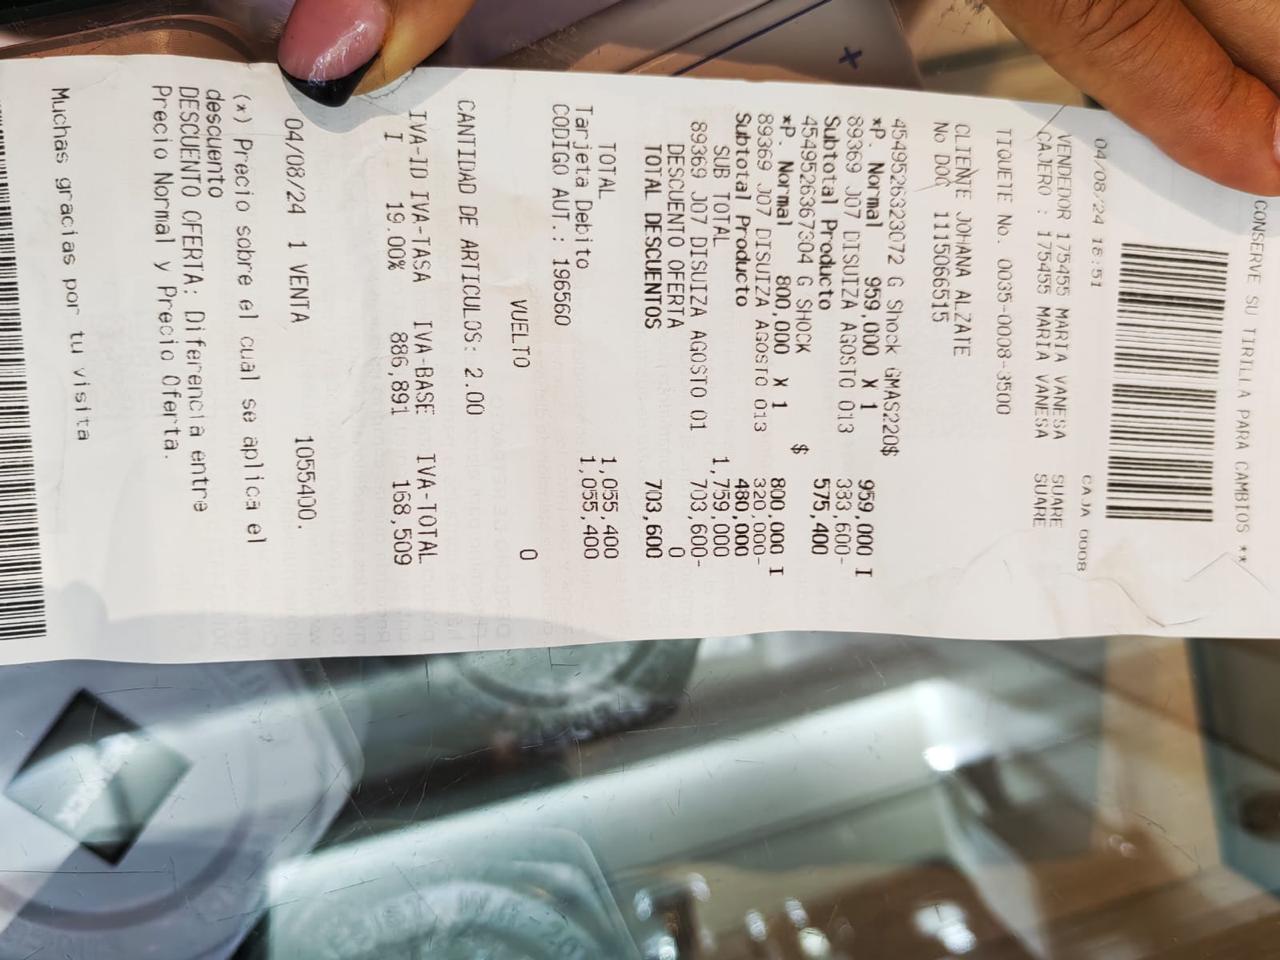 CONSERVE SU TIRILLA PARA CAMBIOS **
04/08/24 18:51 CAJA 0008
VENDEDOR 175455 MARIA VANESA SUARE
CAJERO : 175455 MARIA VANESA SUARE
TIQUETE No. 0035-0008-3500
CLIENTE JOHANA ALZATE
No DOC 1115066515
4549526323072 G Shock GMAS220$ 959,000 I
*P. Normal 959,000 X 1
89369 J07 DISUIZA AGOSTO 013 383,600-
Subtotal Producto 575,400
4549526367304 G SHOCK $ 800,000 I
*P. Normal 800,000 X 1
89369 J07 DISUIZA AGOSTO 013 320,000-
Subtotal Producto 480,000
SUB TOTAL 1,759,000
89369 J07 DISUIZA AGOSTO 01 703,600-
DESCUENTO OFERTA 0
TOTAL DESCUENTOS 703,600
TOTAL 1,055,400
Tarjeta Debito 1,055,400
CODIGO AUT.: 196560
VUELTO 0
CANTIDAD DE ARTICULOS: 2.00
IVA-ID IVA-TASA IVA-BASE IVA-TOTAL
I 19.00% 886,891 168,509
04/08/24 1 VENTA 1055400.
(*) Precio sobre el cual se aplica el
descuento
DESCUENTO OFERTA: Diferencia entre
Precio Normal y Precio Oferta.
Muchas gracias por tu visita